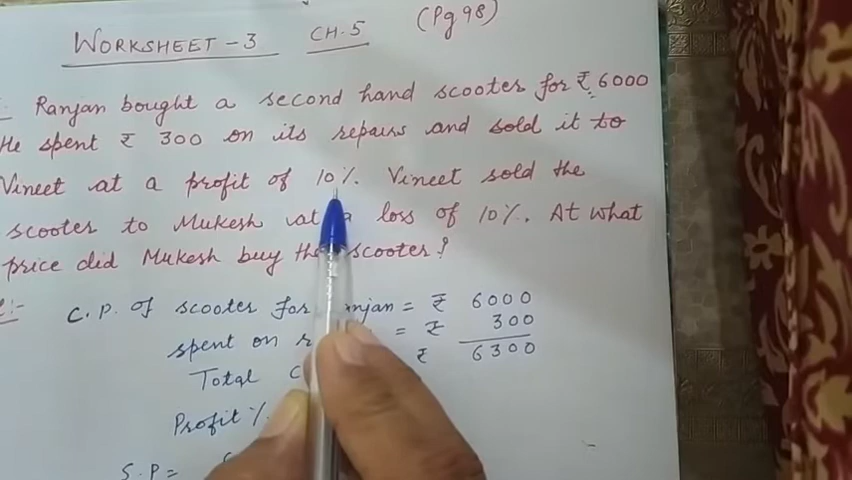 WORKSHEET-3 CH.5 (Pg 98)
Ranjan bought a second hand scooter for ₹ 6000
He spent ₹ 300 on its repairs and sold it to
Vineet at a profit of 10%. Vineet sold the
scooter to Mukesh at a loss of 10%. At what
price did Mukesh buy the scooter?
C.P. of scooter for Ranjan = ₹ 6000
spent on = ₹ 300
Total ₹ 6300
Profit %
S.P =